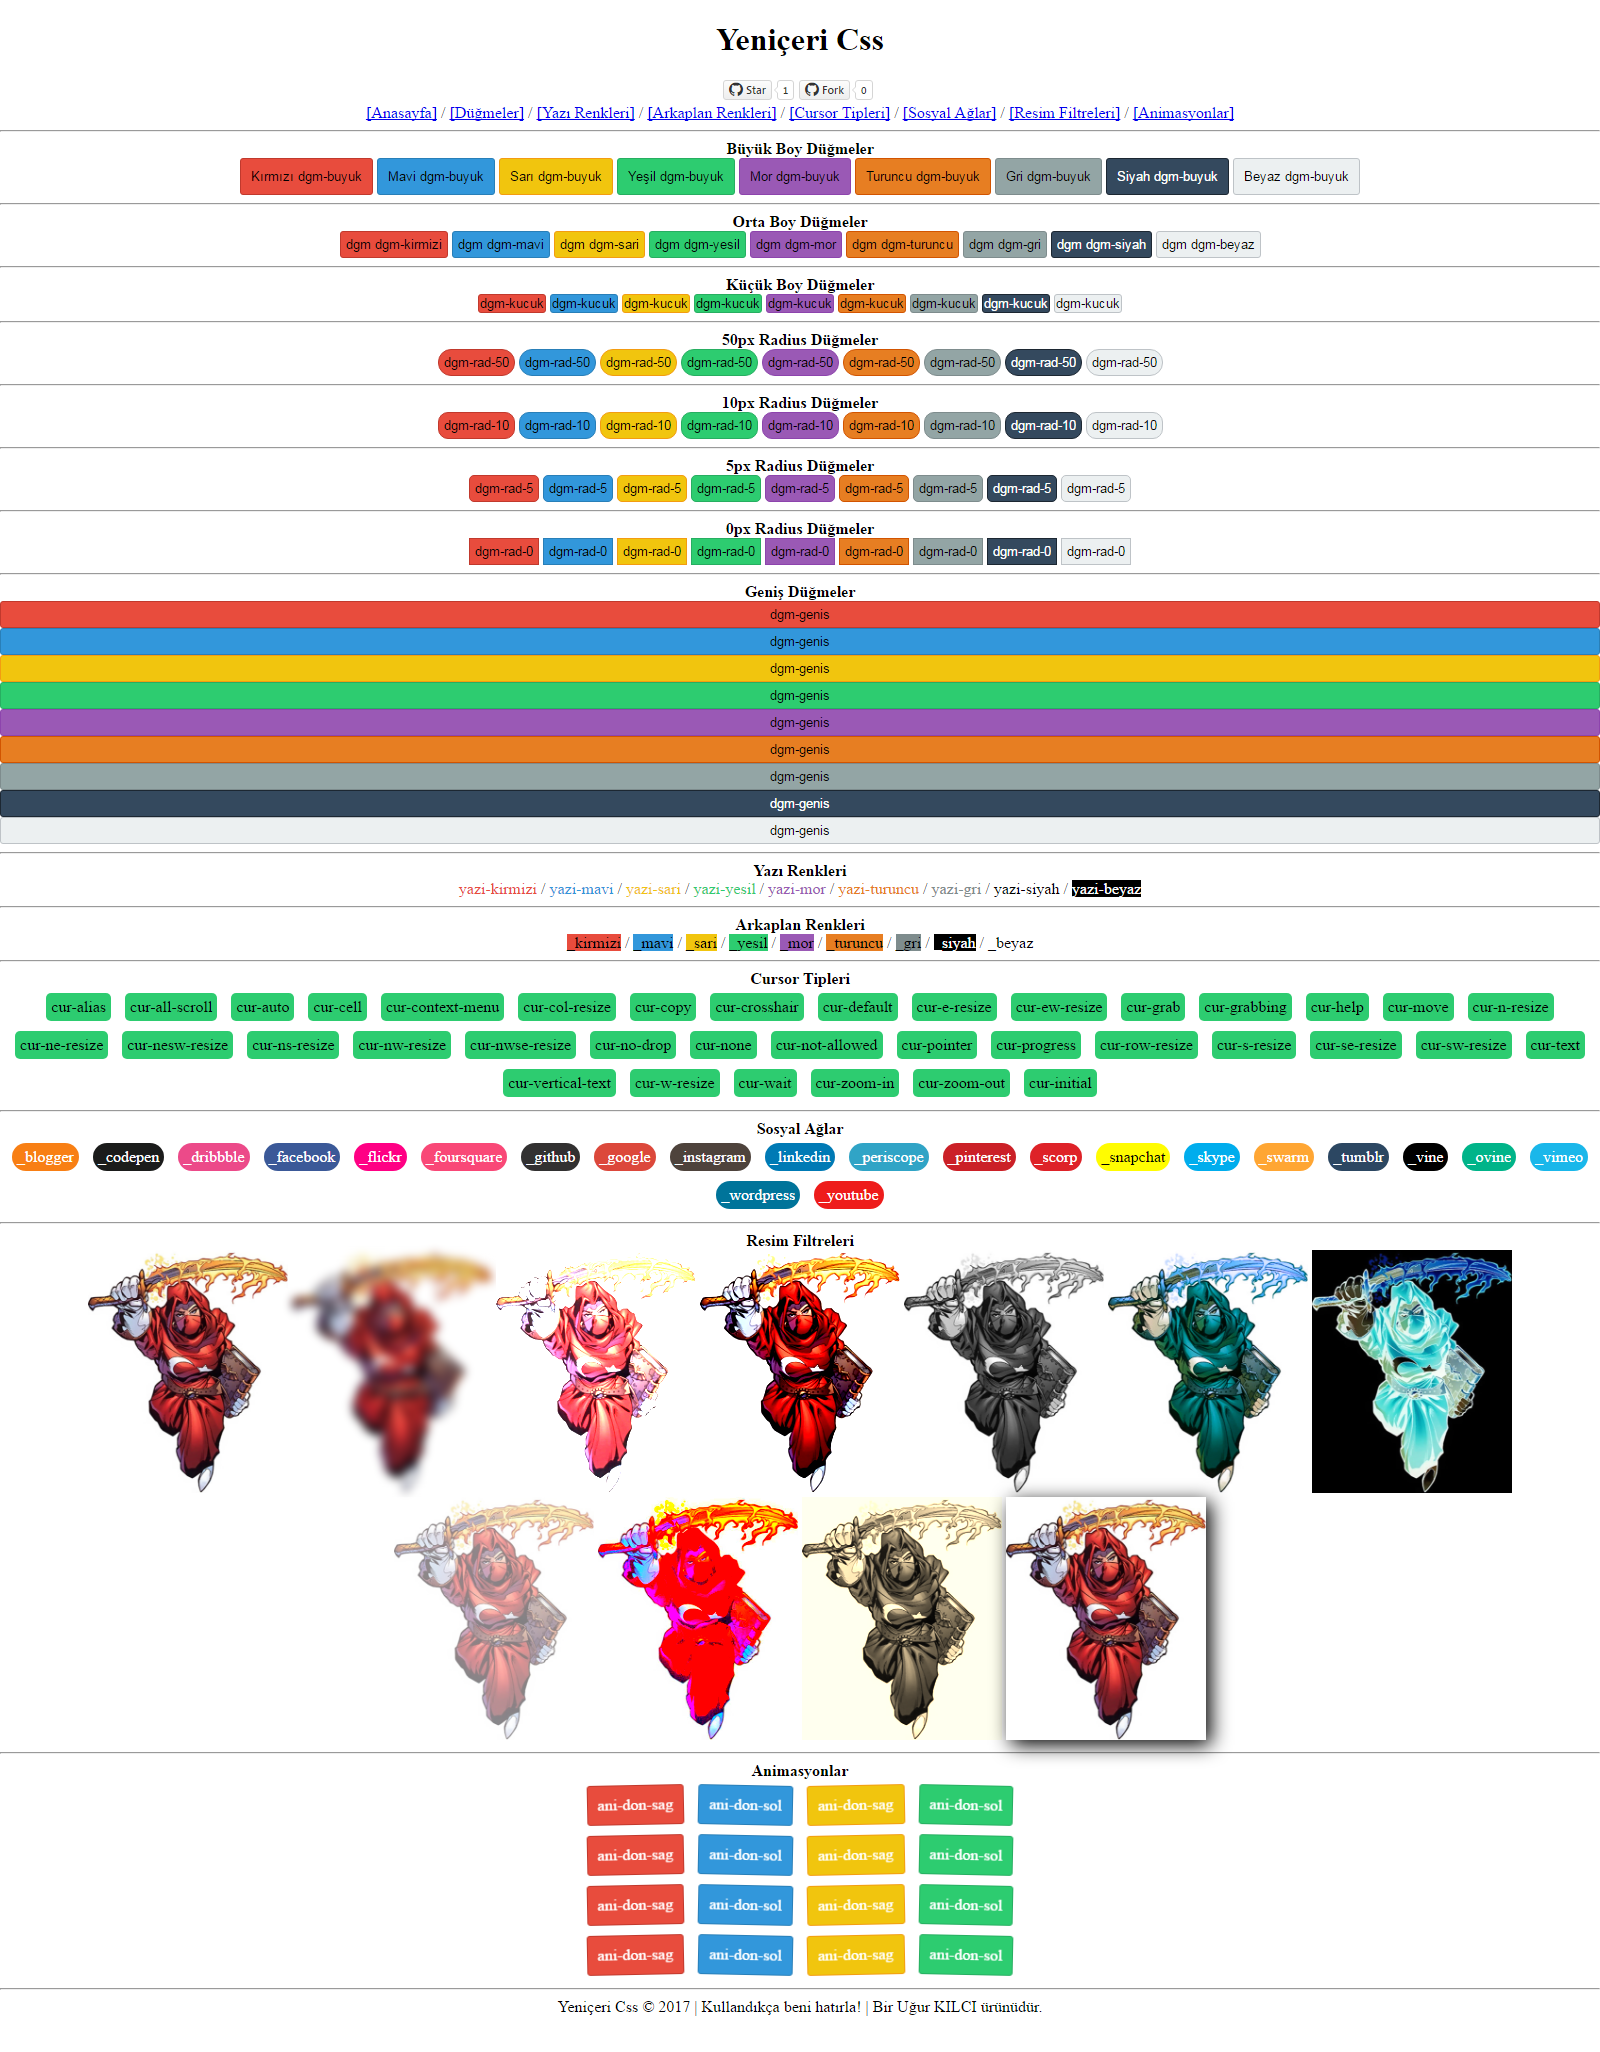 Yeniçeri Css
Star 1 Fork 0
[Anasayfa] / [Düğmeler] / [Yazı Renkleri] / [Arkaplan Renkleri] / [Cursor Tipleri] / [Sosyal Ağlar] / [Resim Filtreleri] / [Animasyonlar]
Büyük Boy Düğmeler
Kırmızı dgm-buyuk Mavi dgm-buyuk Sarı dgm-buyuk Yeşil dgm-buyuk Mor dgm-buyuk Turuncu dgm-buyuk Gri dgm-buyuk Siyah dgm-buyuk Beyaz dgm-buyuk
Orta Boy Düğmeler
dgm dgm-kirmizi dgm dgm-mavi dgm dgm-sari dgm dgm-yesil dgm dgm-mor dgm dgm-turuncu dgm dgm-gri dgm dgm-siyah dgm dgm-beyaz
Küçük Boy Düğmeler
dgm-kucuk dgm-kucuk dgm-kucuk dgm-kucuk dgm-kucuk dgm-kucuk dgm-kucuk dgm-kucuk dgm-kucuk
50px Radius Düğmeler
dgm-rad-50 dgm-rad-50 dgm-rad-50 dgm-rad-50 dgm-rad-50 dgm-rad-50 dgm-rad-50 dgm-rad-50 dgm-rad-50
10px Radius Düğmeler
dgm-rad-10 dgm-rad-10 dgm-rad-10 dgm-rad-10 dgm-rad-10 dgm-rad-10 dgm-rad-10 dgm-rad-10 dgm-rad-10
5px Radius Düğmeler
dgm-rad-5 dgm-rad-5 dgm-rad-5 dgm-rad-5 dgm-rad-5 dgm-rad-5 dgm-rad-5 dgm-rad-5 dgm-rad-5
0px Radius Düğmeler
dgm-rad-0 dgm-rad-0 dgm-rad-0 dgm-rad-0 dgm-rad-0 dgm-rad-0 dgm-rad-0 dgm-rad-0 dgm-rad-0
Geniş Düğmeler
dgm-genis
dgm-genis
dgm-genis
dgm-genis
dgm-genis
dgm-genis
dgm-genis
dgm-genis
dgm-genis
Yazı Renkleri
yazi-kirmizi / yazi-mavi / yazi-sari / yazi-yesil / yazi-mor / yazi-turuncu / yazi-gri / yazi-siyah / yazi-beyaz
Arkaplan Renkleri
_kirmizi / _mavi / _sari / _yesil / _mor / _turuncu / _gri / _siyah / _beyaz
Cursor Tipleri
cur-alias cur-all-scroll cur-auto cur-cell cur-context-menu cur-col-resize cur-copy cur-crosshair cur-default cur-e-resize cur-ew-resize cur-grab cur-grabbing cur-help cur-move cur-n-resize
cur-ne-resize cur-nesw-resize cur-ns-resize cur-nw-resize cur-nwse-resize cur-no-drop cur-none cur-not-allowed cur-pointer cur-progress cur-row-resize cur-s-resize cur-se-resize cur-sw-resize cur-text
cur-vertical-text cur-w-resize cur-wait cur-zoom-in cur-zoom-out cur-initial
Sosyal Ağlar
_blogger _codepen _dribbble _facebook _flickr _foursquare _github _google _instagram _linkedin _periscope _pinterest _scorp _snapchat _skype _swarm _tumblr _vine _ovine _vimeo
_wordpress _youtube
Resim Filtreleri
Animasyonlar
ani-don-sag ani-don-sol ani-don-sag ani-don-sol
ani-don-sag ani-don-sol ani-don-sag ani-don-sol
ani-don-sag ani-don-sol ani-don-sag ani-don-sol
ani-don-sag ani-don-sol ani-don-sag ani-don-sol
Yeniçeri Css © 2017 | Kullandıkça beni hatırla! | Bir Uğur KILCI ürünüdür.